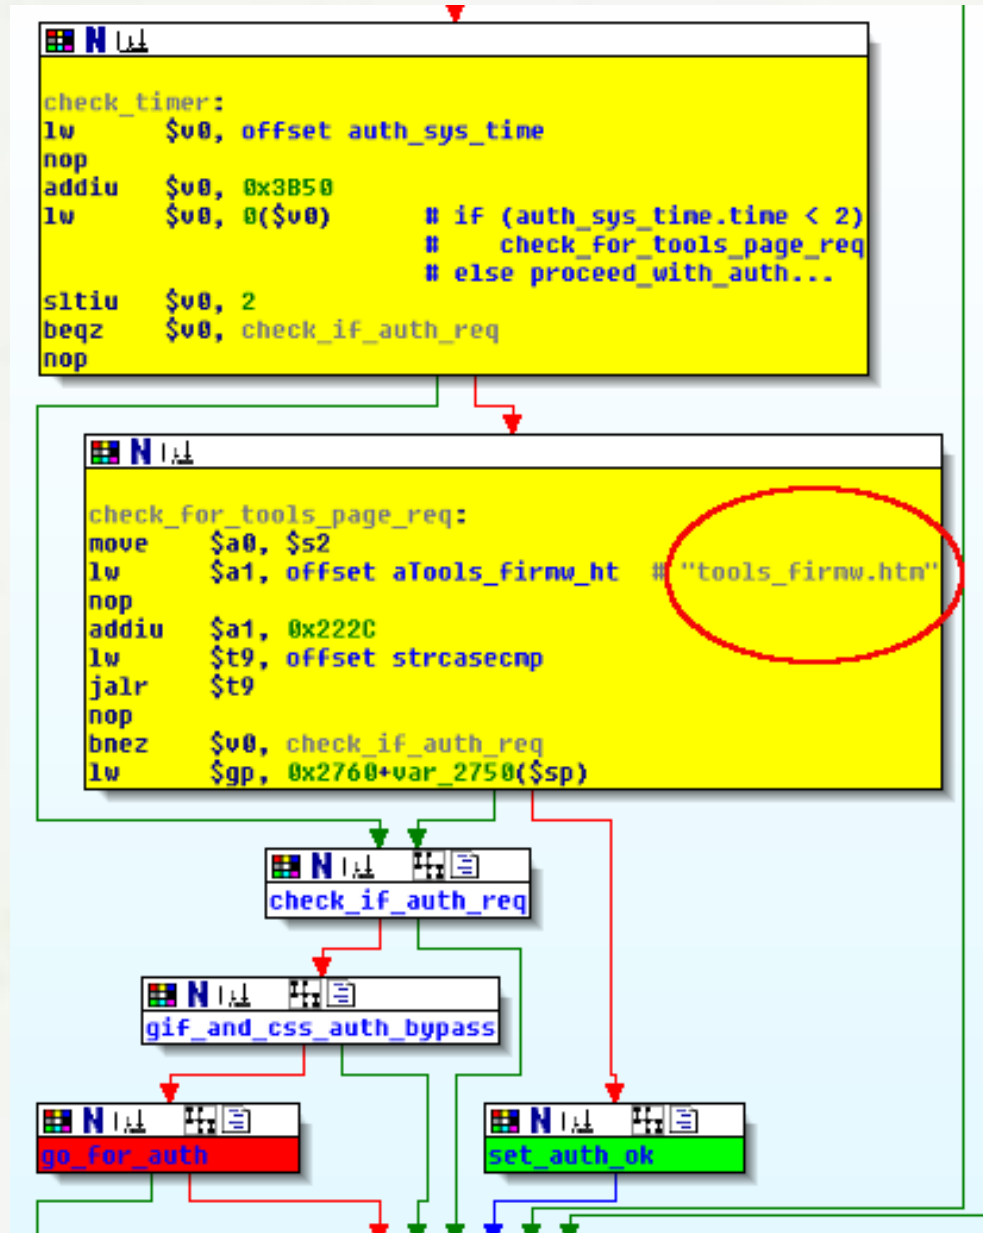 check_timer:
lw $v0, offset auth_sys_time
nop
addiu $v0, 0x3B50
lw $v0, 0($v0) # if (auth_sys_time.time < 2)
# check_for_tools_page_req
# else proceed_with_auth...
sltiu $v0, 2
beqz $v0, check_if_auth_req
nop
check_for_tools_page_req:
move $a0, $s2
lw $a1, offset aTools_firmw_ht # "tools_firmw.htm"
nop
addiu $a1, 0x222C
lw $t9, offset strcasecmp
jalr $t9
nop
bnez $v0, check_if_auth_req
lw $gp, 0x2760+var_2750($sp)
check_if_auth_req
gif_and_css_auth_bypass
go_for_auth
set_auth_ok